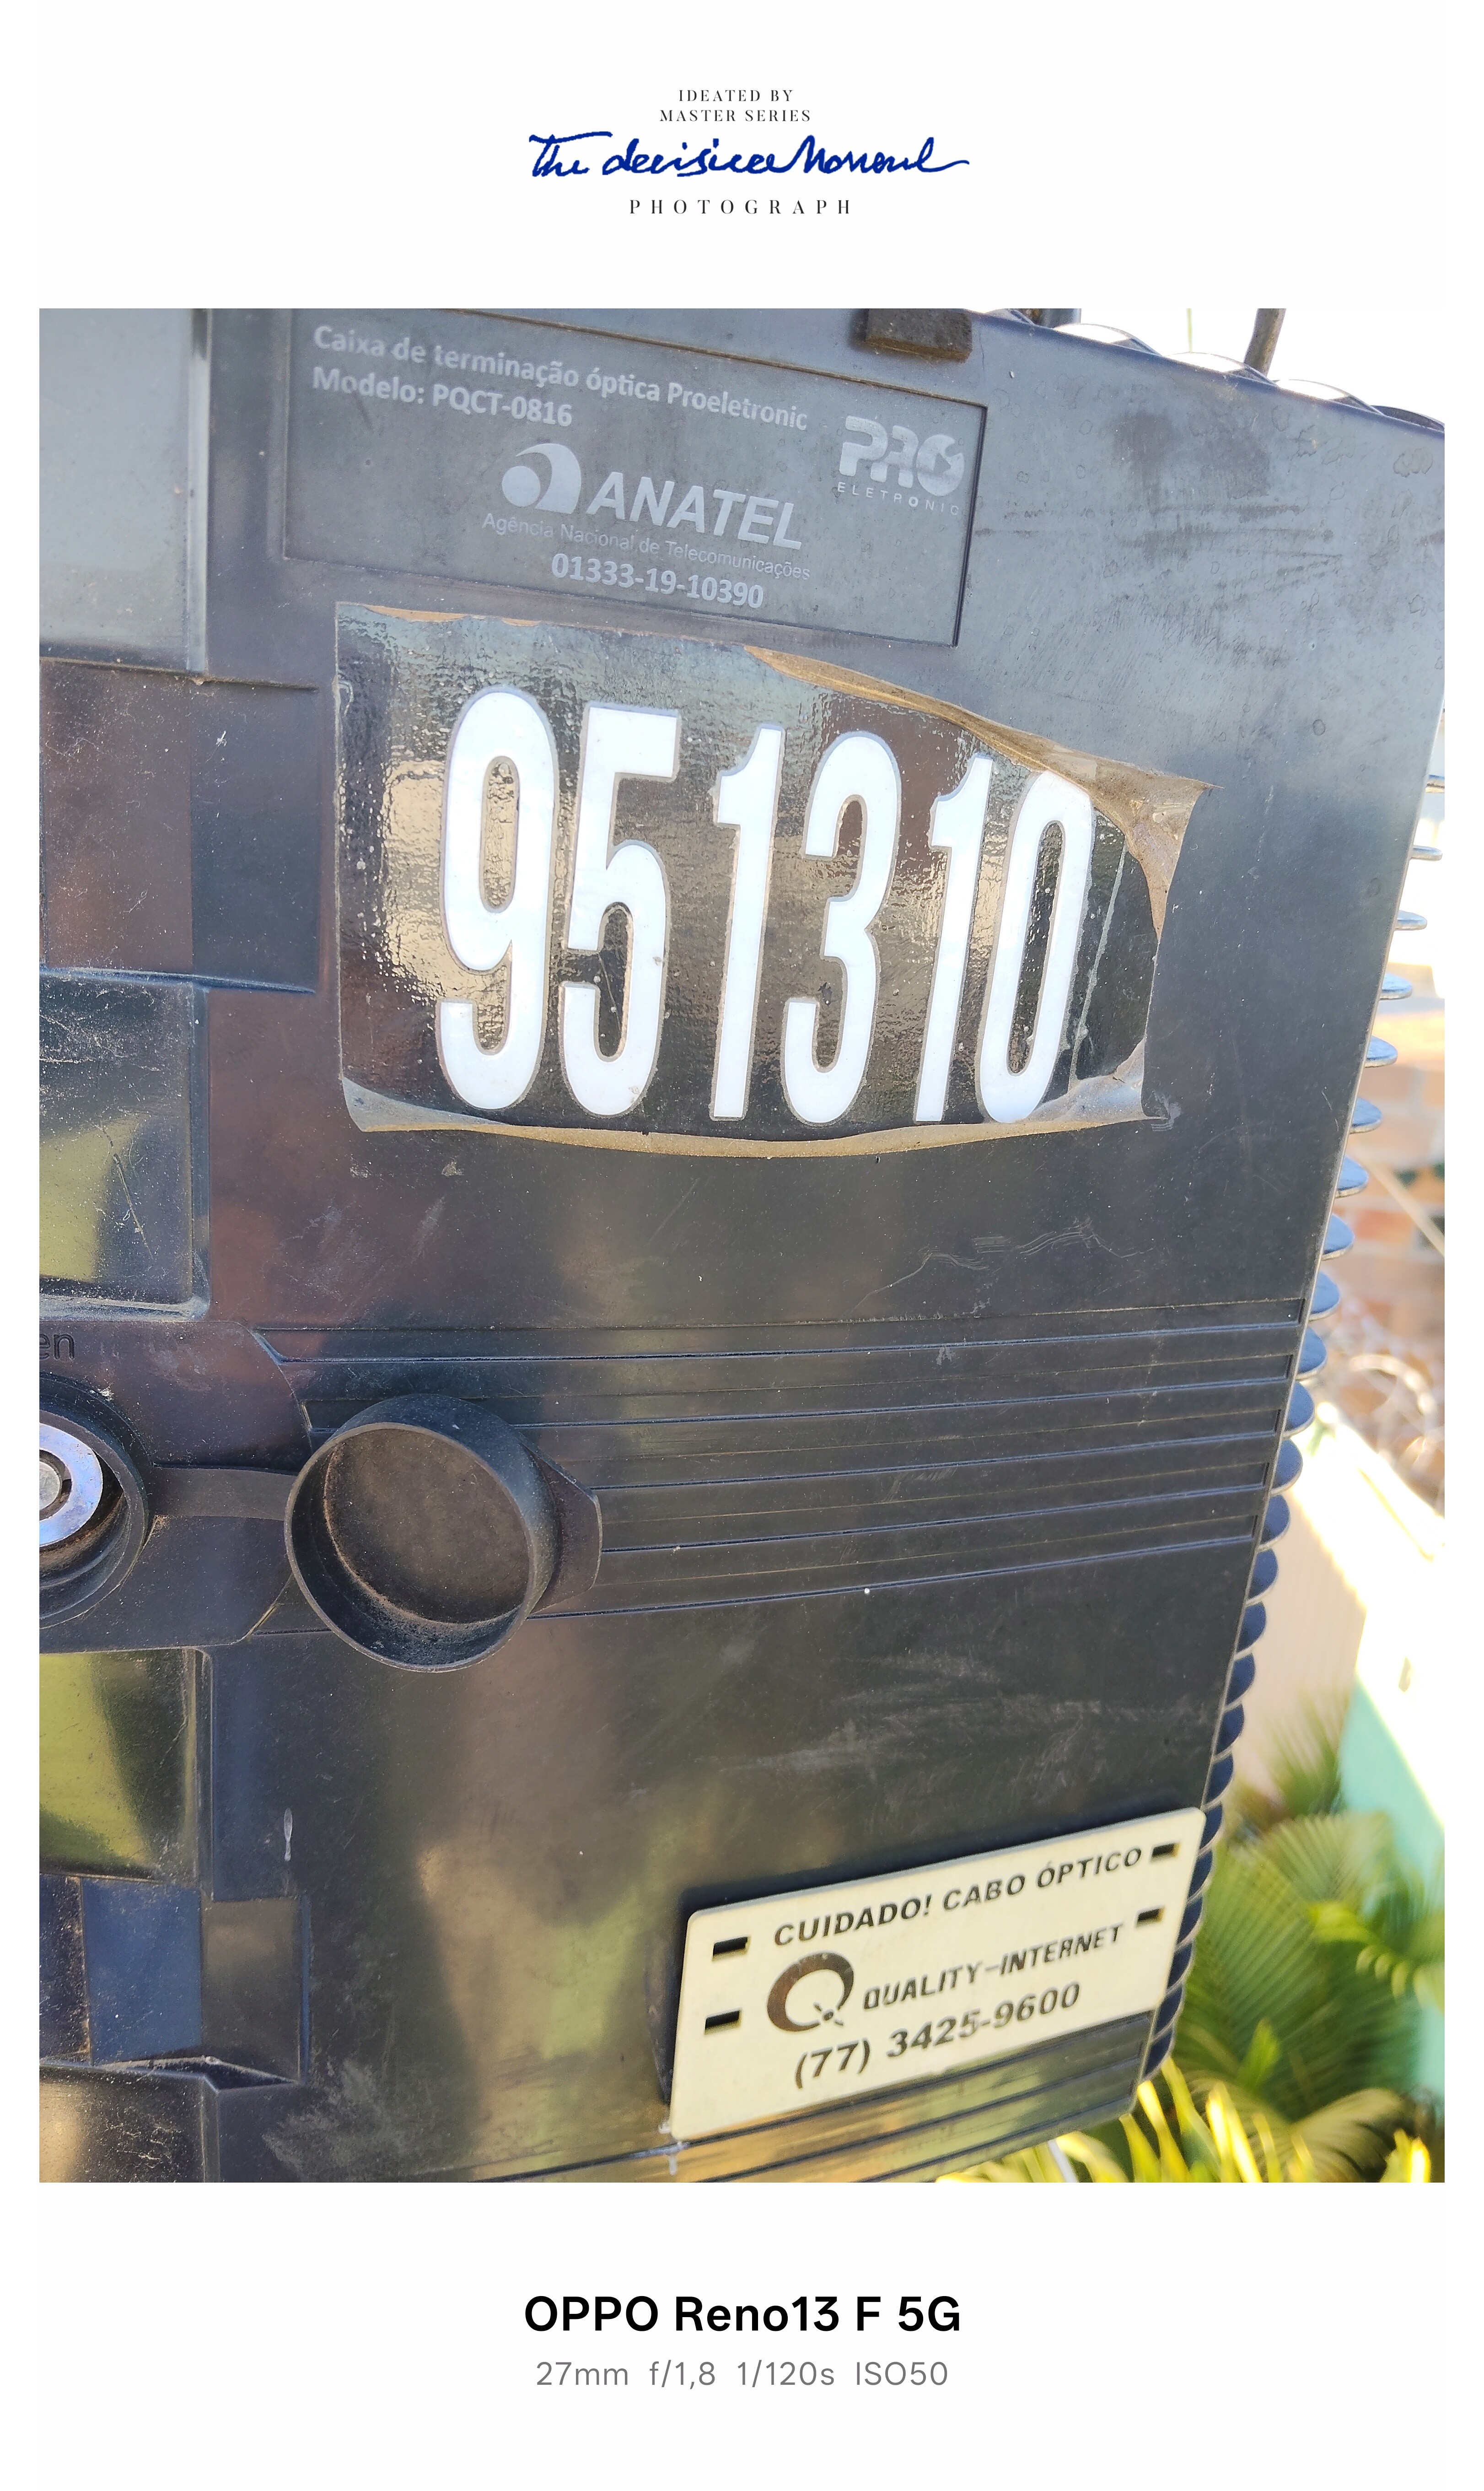 IDEATED BY
MASTER SERIES
The decisive Moment
PHOTOGRAPH
Caixa de terminação óptica Proeletronic
Modelo: PQCT-0816
PRO
ELETRONIC
ANATEL
Agência Nacional de Telecomunicações
01333-19-10390
951310
en
CUIDADO! CABO ÓPTICO
QUALITY-INTERNET
(77) 3425-9600
OPPO Reno13 F 5G
27mm f/1,8 1/120s ISO50